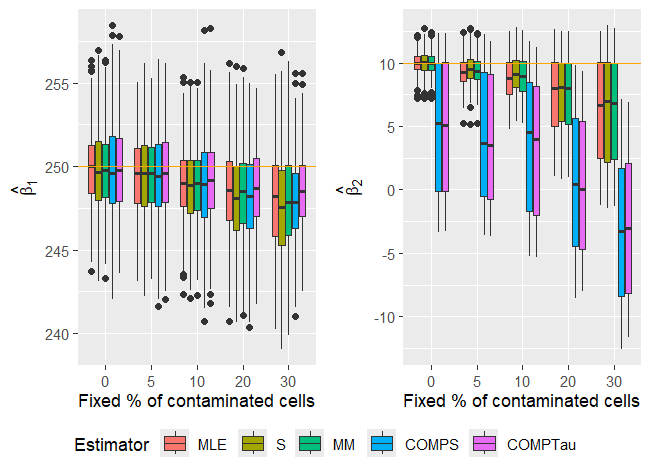 255
250
245
240
β̂₁
0 5 10 20 30
Fixed % of contaminated cells
10
5
0
-5
-10
β̂₂
0 5 10 20 30
Fixed % of contaminated cells
Estimator MLE S MM COMPS COMPTau